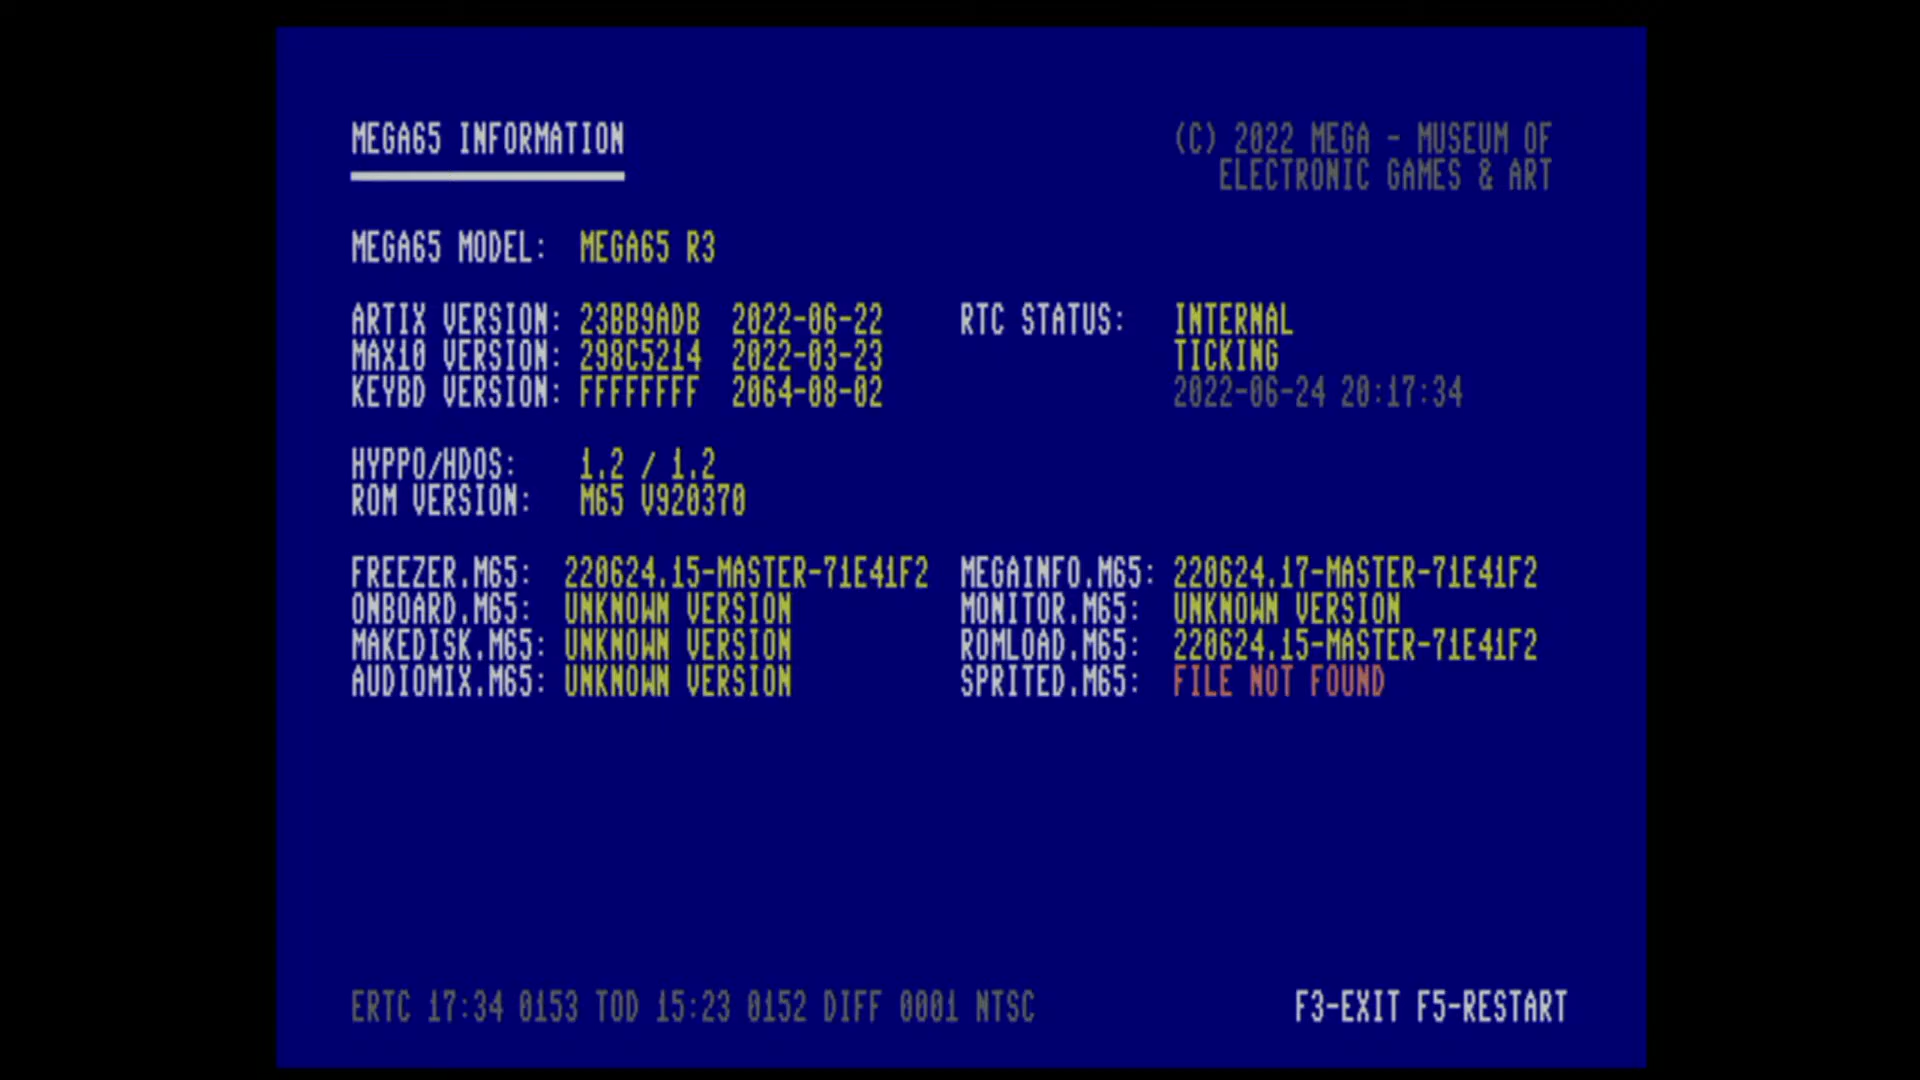 MEGA65 INFORMATION (C) 2022 MEGA - MUSEUM OF
ELECTRONIC GAMES & ART
MEGA65 MODEL: MEGA65 R3
ARTIX VERSION: 23BB9ADB 2022-06-22 RTC STATUS: INTERNAL
MAX10 VERSION: 298C5214 2022-03-23 TICKING
KEYBD VERSION: FFFFFFFF 2064-08-02 2022-06-24 20:17:34
HYPPO/HDOS: 1.2 / 1.2
ROM VERSION: M65 V920370
FREEZER.M65: 220624.15-MASTER-71E41F2 MEGAINFO.M65: 220624.17-MASTER-71E41F2
ONBOARD.M65: UNKNOWN VERSION MONITOR.M65: UNKNOWN VERSION
MAKEDISK.M65: UNKNOWN VERSION ROMLOAD.M65: 220624.15-MASTER-71E41F2
AUDIOMIX.M65: UNKNOWN VERSION SPRITED.M65: FILE NOT FOUND
ERTC 17:34 0153 TOD 15:23 0152 DIFF 0001 NTSC F3-EXIT F5-RESTART